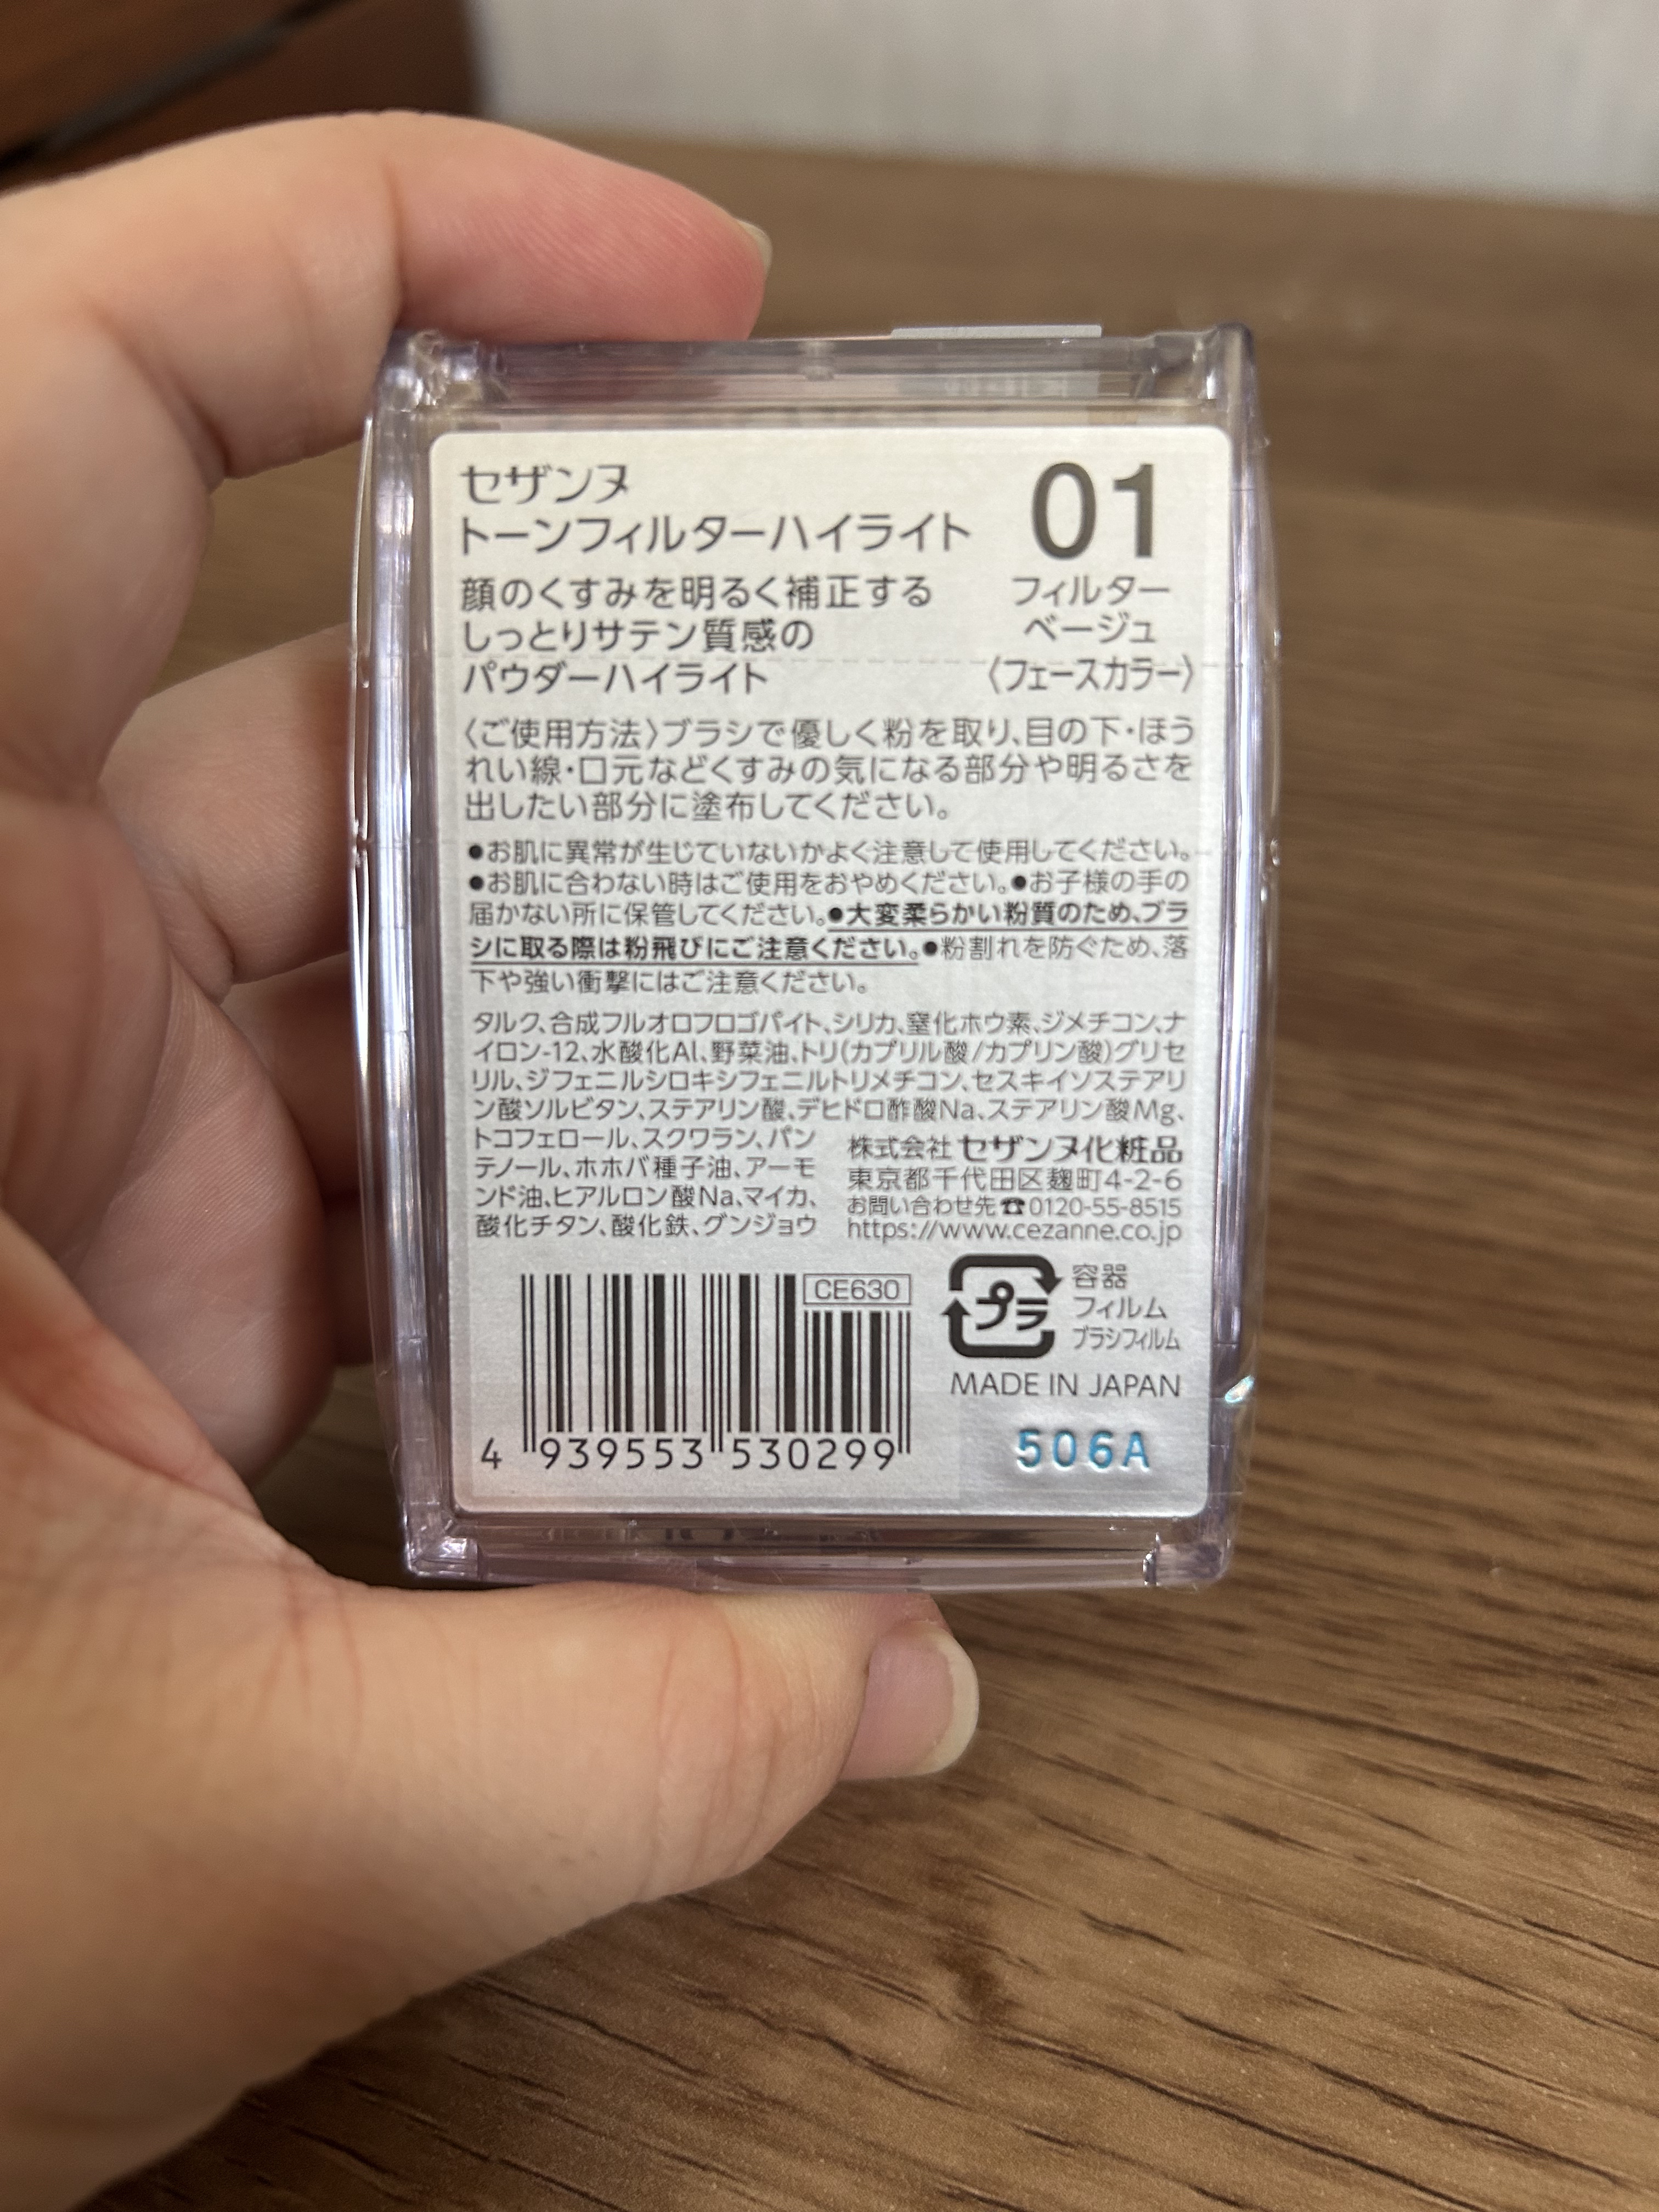 セザンヌ
トーンフィルターハイライト
01
顔のくすみを明るく補正する
しっとりサテン質感の
パウダーハイライト
フィルター
ベージュ
〈フェースカラー〉
〈ご使用方法〉ブラシで優しく粉を取り、目の下・ほう
れい線・口元などくすみの気になる部分や明るさを
出したい部分に塗布してください。
●お肌に異常が生じていないかよく注意して使用してください。
●お肌に合わない時はご使用をおやめください。●お子様の手の
届かない所に保管してください。●大変柔らかい粉質のため、ブラ
シに取る際は粉飛びにご注意ください。●粉割れを防ぐため、落
下や強い衝撃にはご注意ください。
タルク、合成フルオロフロゴパイト、シリカ、窒化ホウ素、ジメチコン、ナ
イロン-12、水酸化Al、野菜油、トリ(カプリル酸/カプリン酸)グリセ
リル、ジフェニルシロキシフェニルトリメチコン、セスキイソステアリ
ン酸ソルビタン、ステアリン酸、デヒドロ酢酸Na、ステアリン酸Mg、
トコフェロール、スクワラン、パン
テノール、ホホバ種子油、アーモ
ンド油、ヒアルロン酸Na、マイカ、
酸化チタン、酸化鉄、グンジョウ
株式会社 セザンヌ化粧品
東京都千代田区麹町4-2-6
お問い合わせ先☎0120-55-8515
https://www.cezanne.co.jp
CE630
4 939553 530299
プラ
容器
フィルム
ブラシフィルム
MADE IN JAPAN
506A